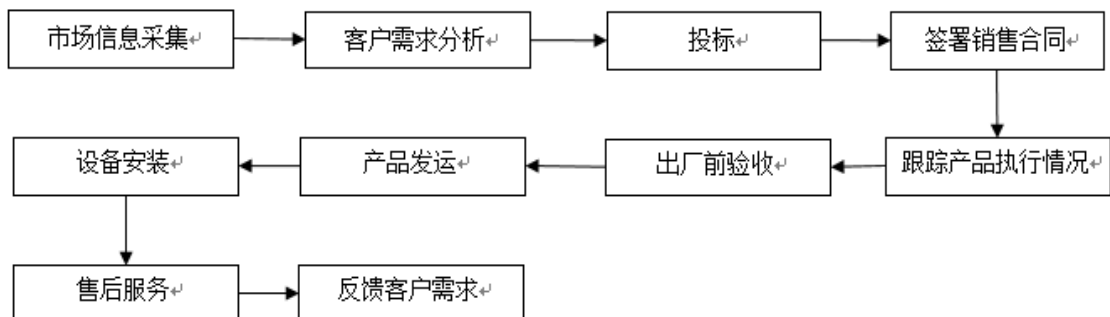 市场信息采集
客户需求分析
投标
签署销售合同
跟踪产品执行情况
出厂前验收
产品发运
设备安装
售后服务
反馈客户需求